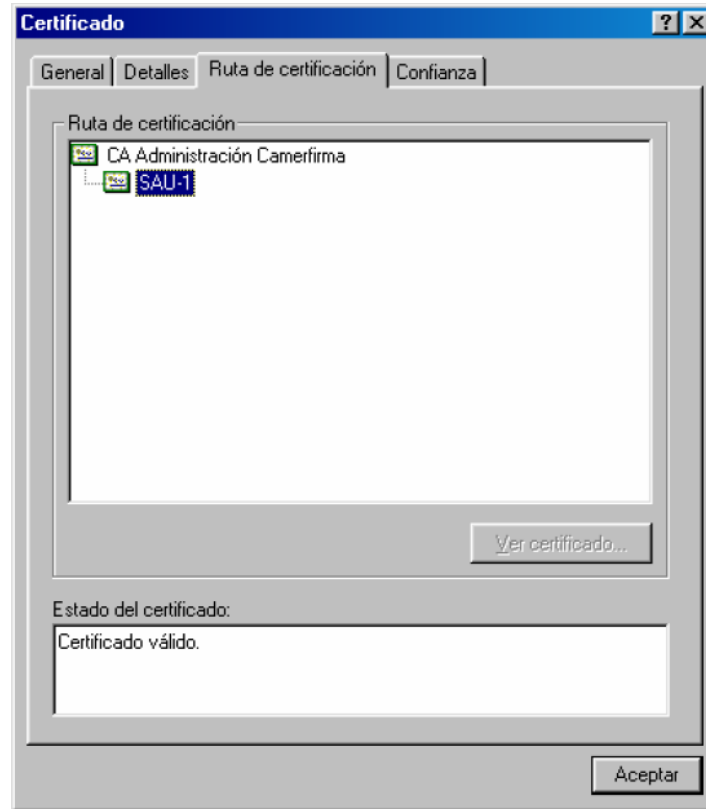 Certificado
General Detalles Ruta de certificación Confianza
Ruta de certificación
CA Administración Camerfirma
SAU-1
Ver certificado...
Estado del certificado:
Certificado válido.
Aceptar